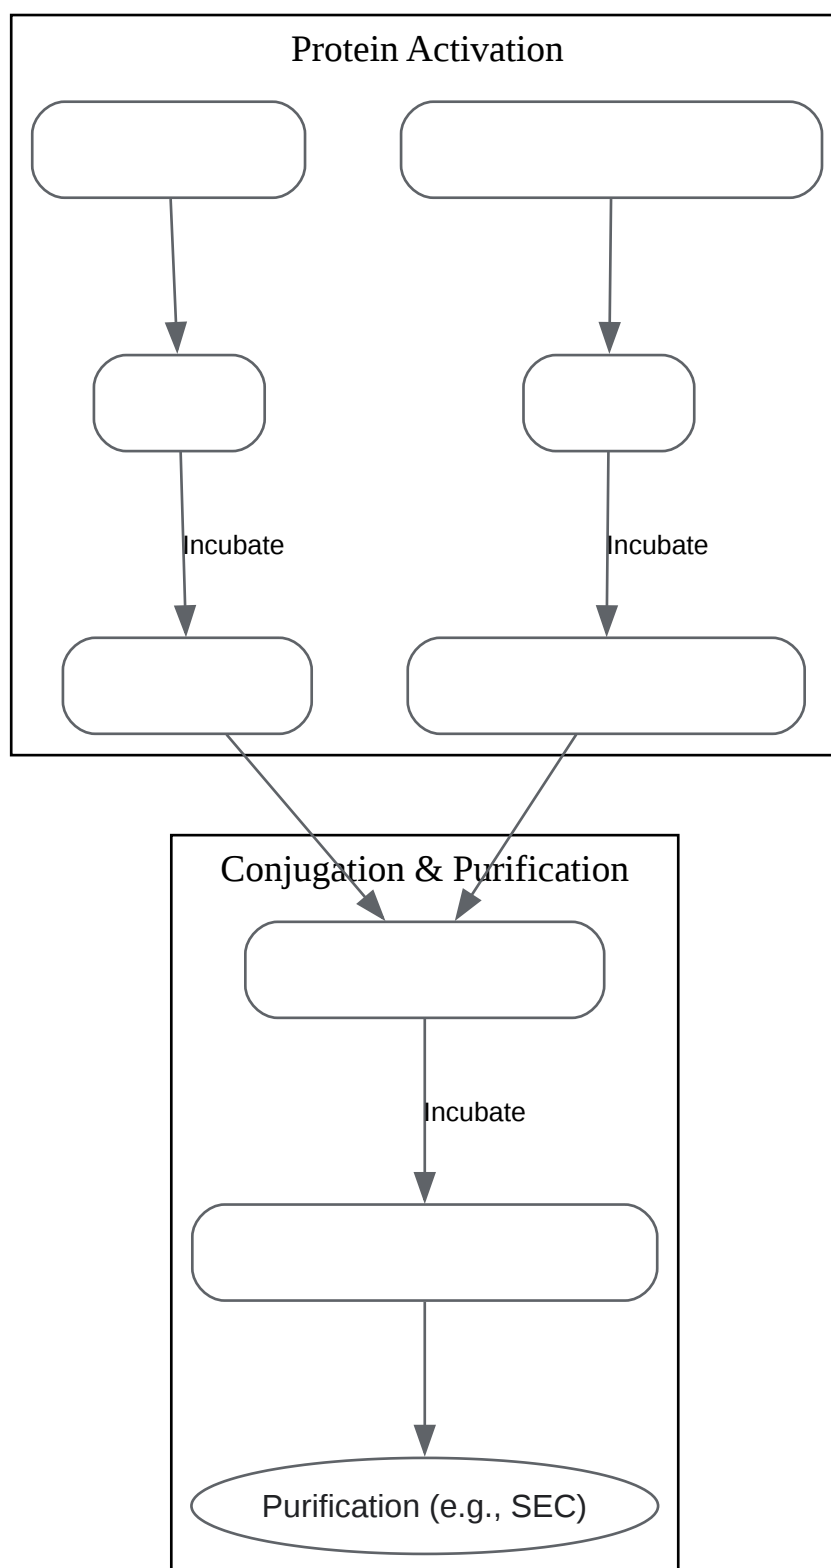 Protein Activation
Incubate
Incubate
Conjugation & Purification
Incubate
Purification (e.g., SEC)